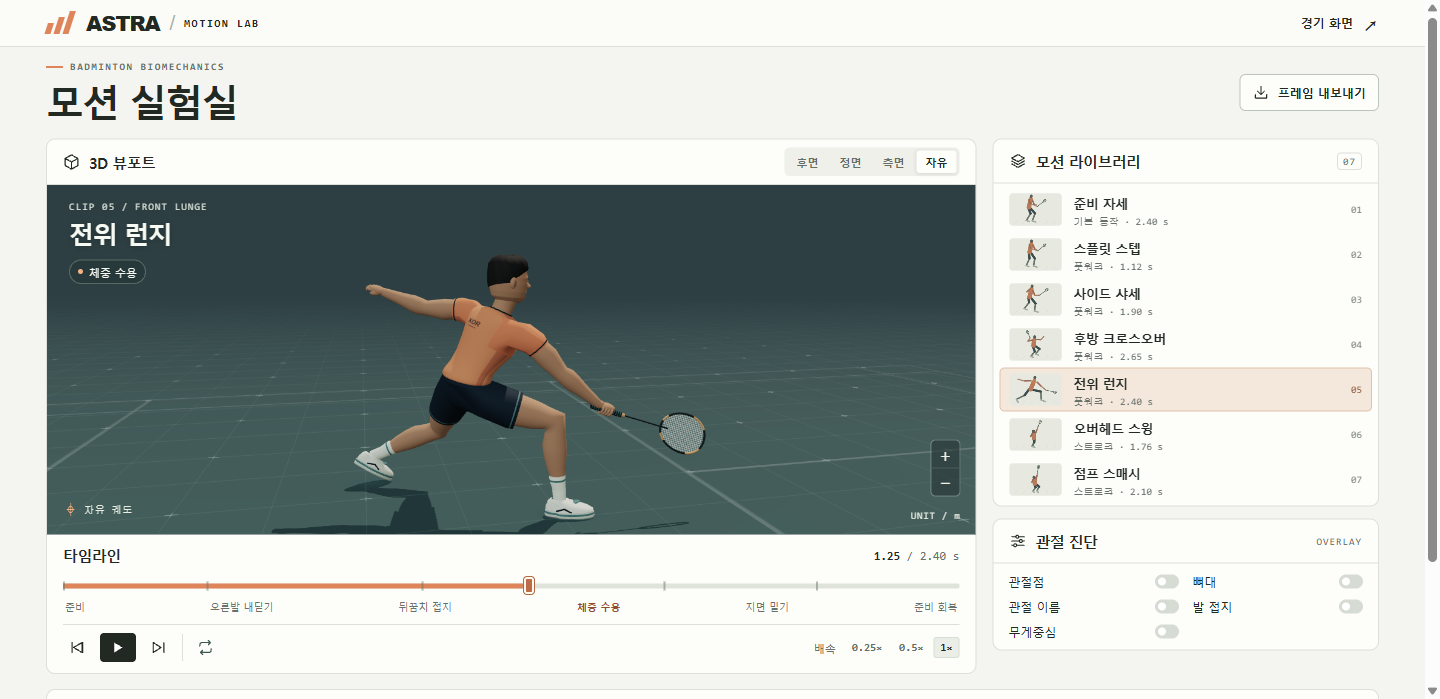 ASTRA / MOTION LAB
경기 화면
BADMINTON BIOMECHANICS
모션 실험실
프레임 내보내기
3D 뷰포트
후면 정면 측면 자유
CLIP 05 / FRONT LUNGE
전위 런지
체중 수용
KOR
자유 궤도
+
−
UNIT / m
타임라인
1.25 / 2.40 s
준비 오른발 내딛기 뒤꿈치 접지 체중 수용 지면 밀기 준비 회복
배속 0.25× 0.5× 1×
모션 라이브러리
07
준비 자세
기본 동작 · 2.40 s
01
스플릿 스텝
풋워크 · 1.12 s
02
사이드 샤세
풋워크 · 1.90 s
03
후방 크로스오버
풋워크 · 2.65 s
04
전위 런지
풋워크 · 2.40 s
05
오버헤드 스윙
스트로크 · 1.76 s
06
점프 스매시
스트로크 · 2.10 s
07
관절 진단
OVERLAY
관절점 뼈대
관절 이름 발 접지
무게중심